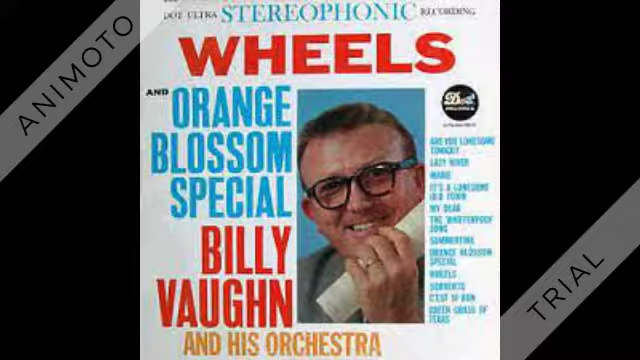 DOT ULTRA STEREOPHONIC RECORDING
WHEELS
AND ORANGE
BLOSSOM
SPECIAL
BILLY
VAUGHN
AND HIS ORCHESTRA
Dot
ARE YOU LONESOME
TONIGHT
LAZY RIVER
MARIE
IT'S A LONESOME
OLD TOWN
MY DEAR
THE WHIFFENPOOF
SONG
SUMMERTIME
ORANGE BLOSSOM
SPECIAL
WHEELS
SORRENTO
C'EST SI BON
GREEN GRASS OF
TEXAS
ANIMOTO
TRIAL